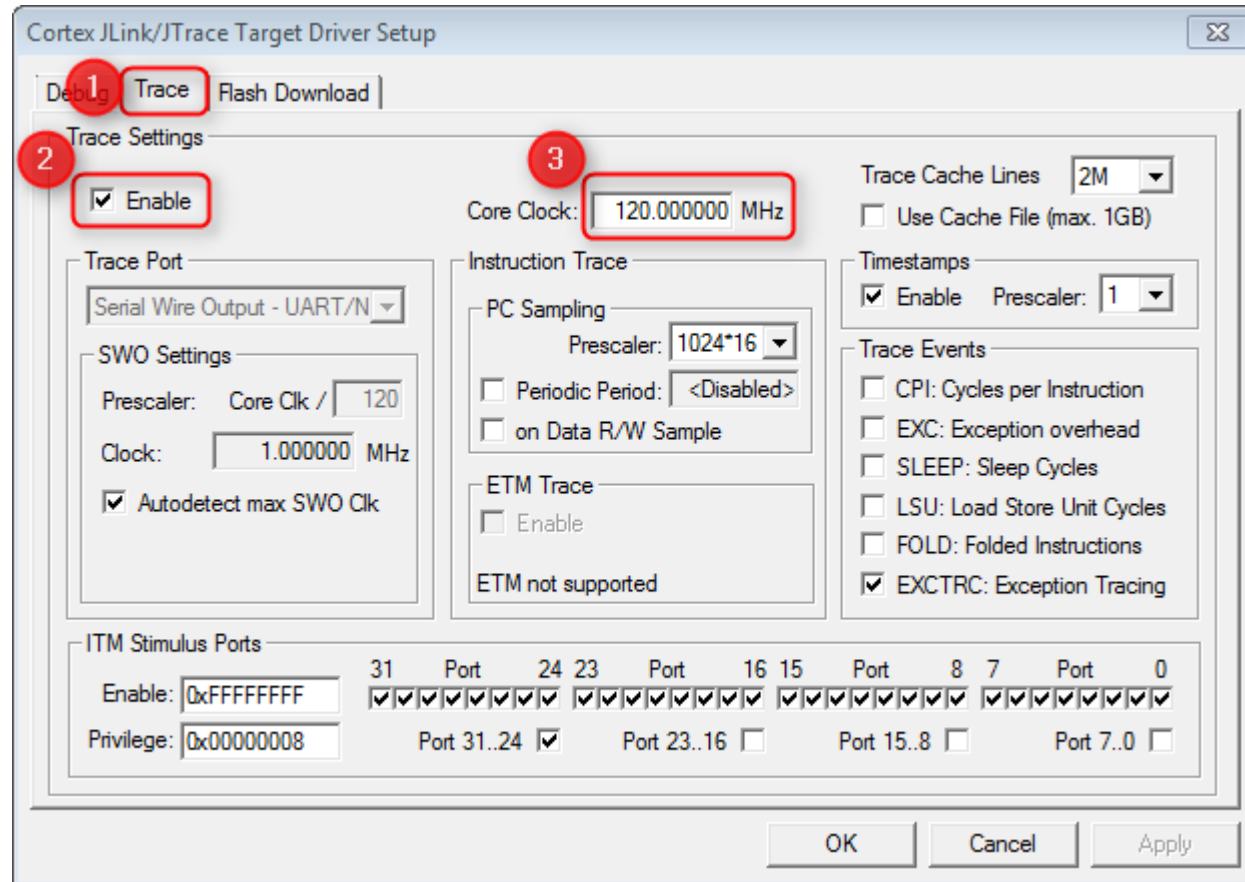 Cortex JLink/JTrace Target Driver Setup
Debug Trace Flash Download
1
Trace Settings
2
3
Enable
Core Clock: 120.000000 MHz
Trace Cache Lines 2M
Use Cache File (max. 1GB)
Trace Port
Serial Wire Output - UART/N
SWO Settings
Prescaler: Core Clk / 120
Clock: 1.000000 MHz
Autodetect max SWO Clk
Instruction Trace
PC Sampling
Prescaler: 1024*16
Periodic Period: <Disabled>
on Data R/W Sample
ETM Trace
Enable
ETM not supported
Timestamps
Enable Prescaler: 1
Trace Events
CPI: Cycles per Instruction
EXC: Exception overhead
SLEEP: Sleep Cycles
LSU: Load Store Unit Cycles
FOLD: Folded Instructions
EXCTRC: Exception Tracing
ITM Stimulus Ports
31 Port 24 23 Port 16 15 Port 8 7 Port 0
Enable: 0xFFFFFFFF
Privilege: 0x00000008 Port 31..24 Port 23..16 Port 15..8 Port 7..0
OK Cancel Apply